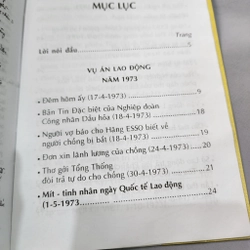 MỤC LỤC
Trang
Lời nói đầu
VỤ ÁN LAO ĐỘNG
NĂM 1973
• Đêm hôm ấy (17-4-1973) 9
• Bản Tin Đặc biệt của Nghiệp đoàn
Công nhân Dầu hỏa (18-4-1973) 18
• Người vợ báo cho Hãng ESSO biết về
người chồng bị bắt (18-4-1973) 19
• Đơn xin lãnh lương của chồng (24-4-1973) 20
• Thơ gởi Tổng Thống
đòi trả tự do cho chồng (30-4-1973) 21
• Mít - tinh nhân ngày Quốc tế Lao động
(1-5-1973) 24